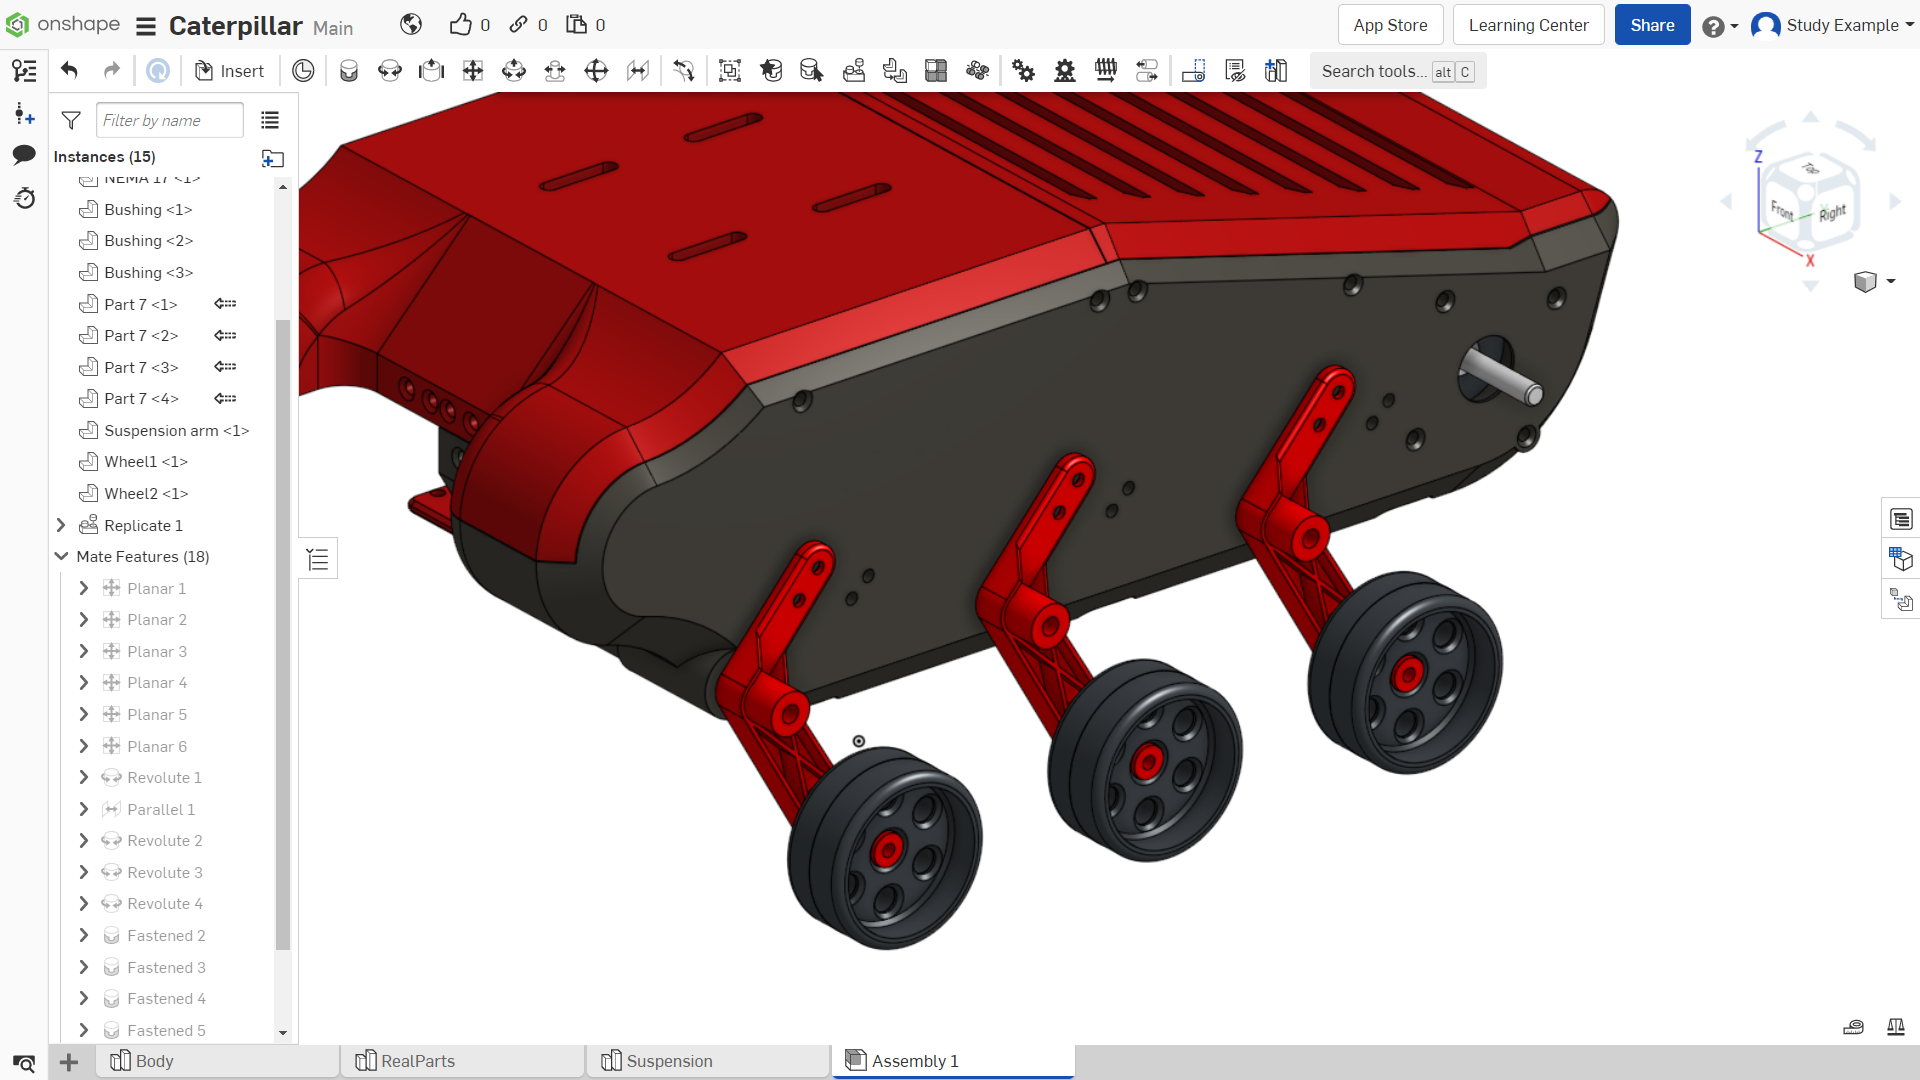 onshape
Caterpillar Main
0
0
0
App Store
Learning Center
Share
Study Example
Insert
Search tools... alt C
Filter by name
Instances (15)
NEMA 17 <1>
Bushing <1>
Bushing <2>
Bushing <3>
Part 7 <1>
Part 7 <2>
Part 7 <3>
Part 7 <4>
Suspension arm <1>
Wheel1 <1>
Wheel2 <1>
Replicate 1
Mate Features (18)
Planar 1
Planar 2
Planar 3
Planar 4
Planar 5
Planar 6
Revolute 1
Parallel 1
Revolute 2
Revolute 3
Revolute 4
Fastened 2
Fastened 3
Fastened 4
Fastened 5
Z
Top
Front
Right
X
Body
RealParts
Suspension
Assembly 1